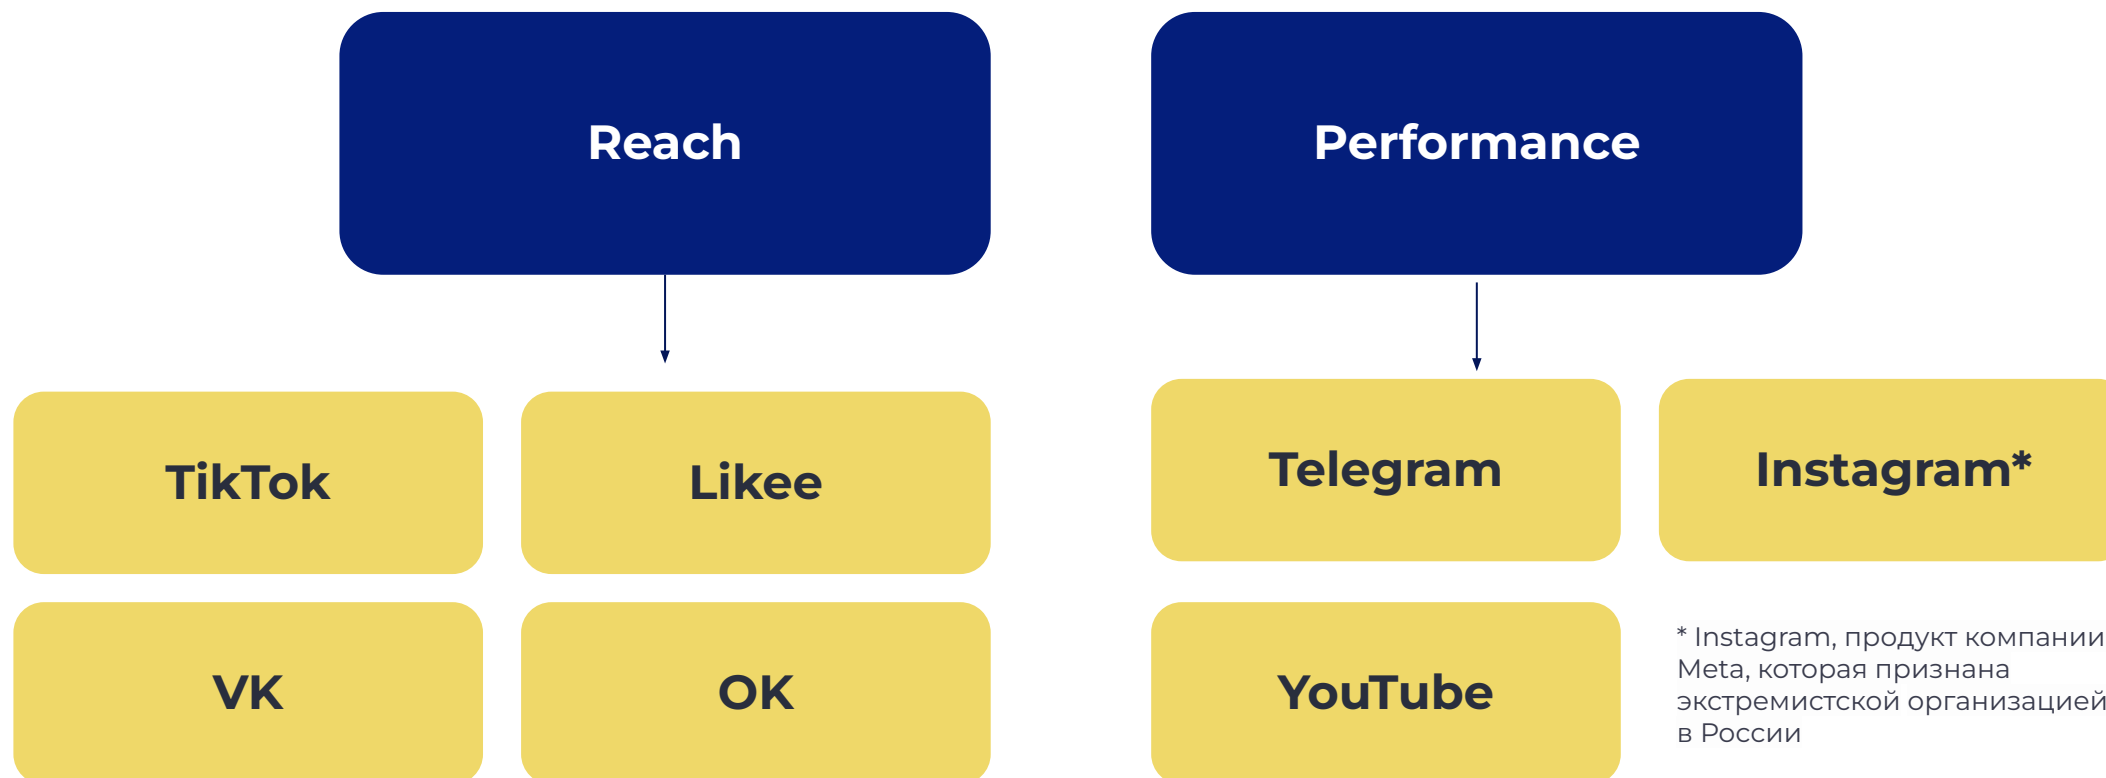 Reach
Performance
TikTok
Likee
Telegram
Instagram*
VK
OK
YouTube
* Instagram, продукт компании
Meta, которая признана
экстремистской организацией
в России